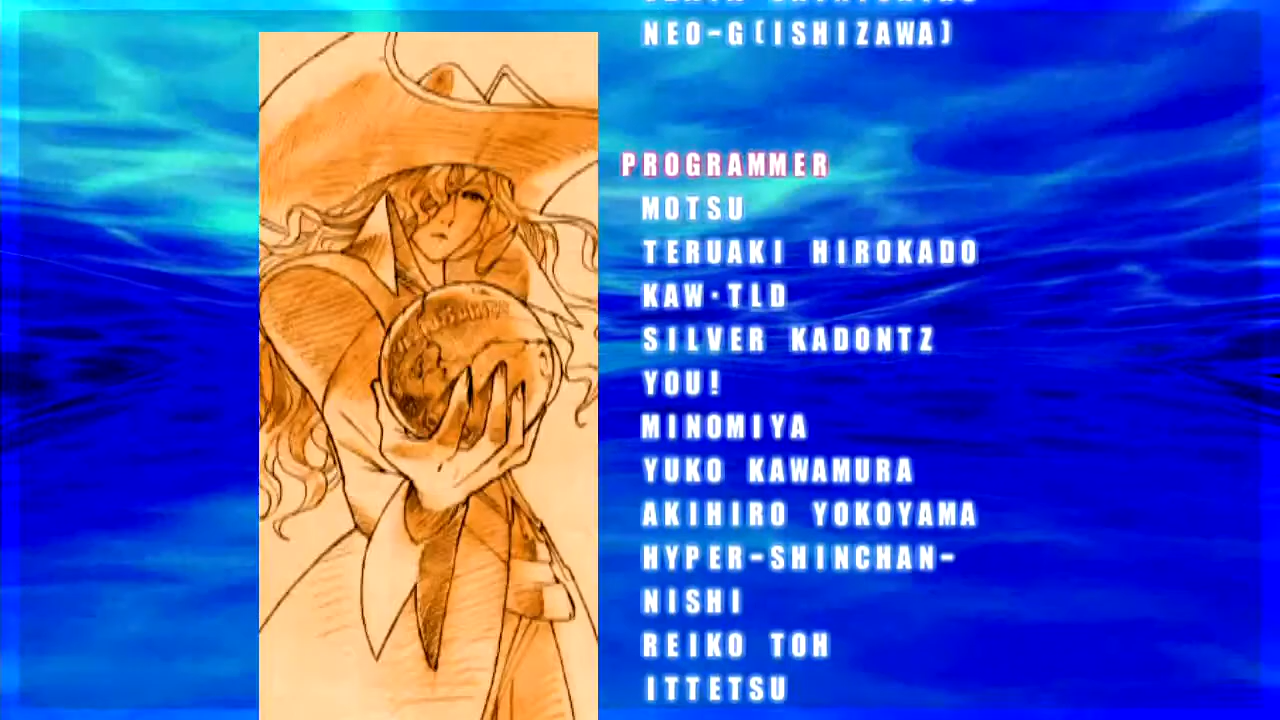 NEO-G(ISHIZAWA)
PROGRAMMER
MOTSU
TERUAKI HIROKADO
KAW·TLD
SILVER KADONTZ
YOU!
MINOMIYA
YUKO KAWAMURA
AKIHIRO YOKOYAMA
HYPER-SHINCHAN-
NISHI
REIKO TOH
ITTETSU